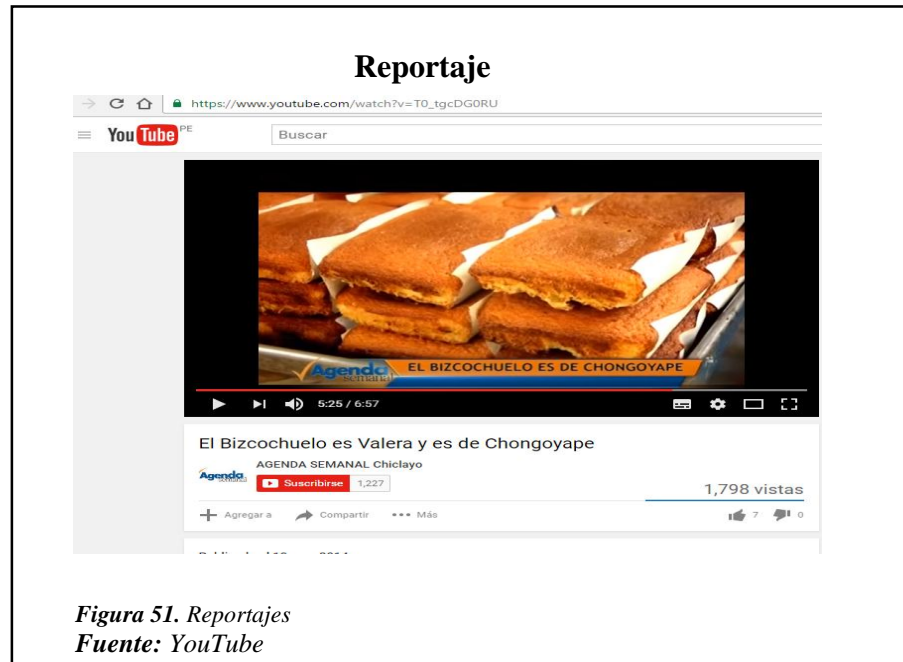 Reportaje
https://www.youtube.com/watch?v=T0_tgcDG0RU
YouTube PE
Buscar
Agenda semanal EL BIZCOCHUELO ES DE CHONGOYAPE
5:25 / 6:57
El Bizcochuelo es Valera y es de Chongoyape
Agenda semanal AGENDA SEMANAL Chiclayo
Suscribirse 1,227
1,798 vistas
Agregar a Compartir Más
7 0
Figura 51. Reportajes
Fuente: YouTube